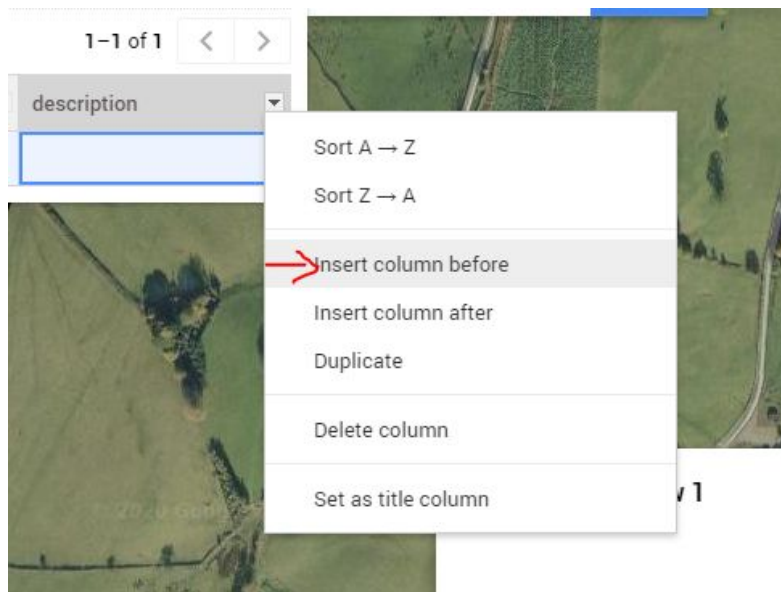 1–1 of 1
description
Sort A → Z
Sort Z → A
Insert column before
Insert column after
Duplicate
Delete column
Set as title column
1